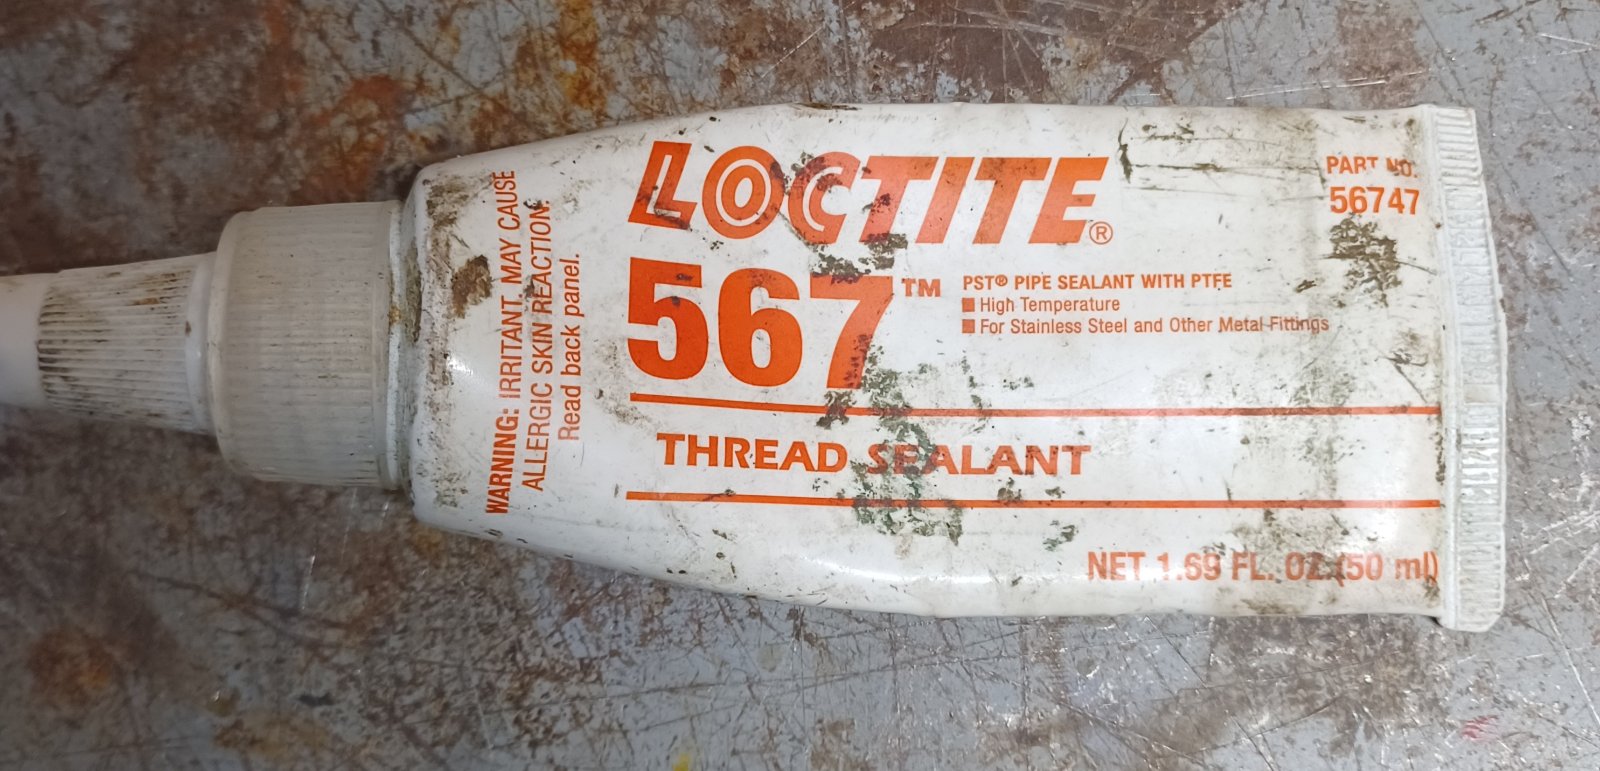 LOCTITE®
567™
PST® PIPE SEALANT WITH PTFE
■ High Temperature
■ For Stainless Steel and Other Metal Fittings
THREAD SEALANT
NET 1.69 FL. OZ. (50 ml)
PART NO.
56747
WARNING: IRRITANT. MAY CAUSE
ALLERGIC SKIN REACTION.
Read back panel.